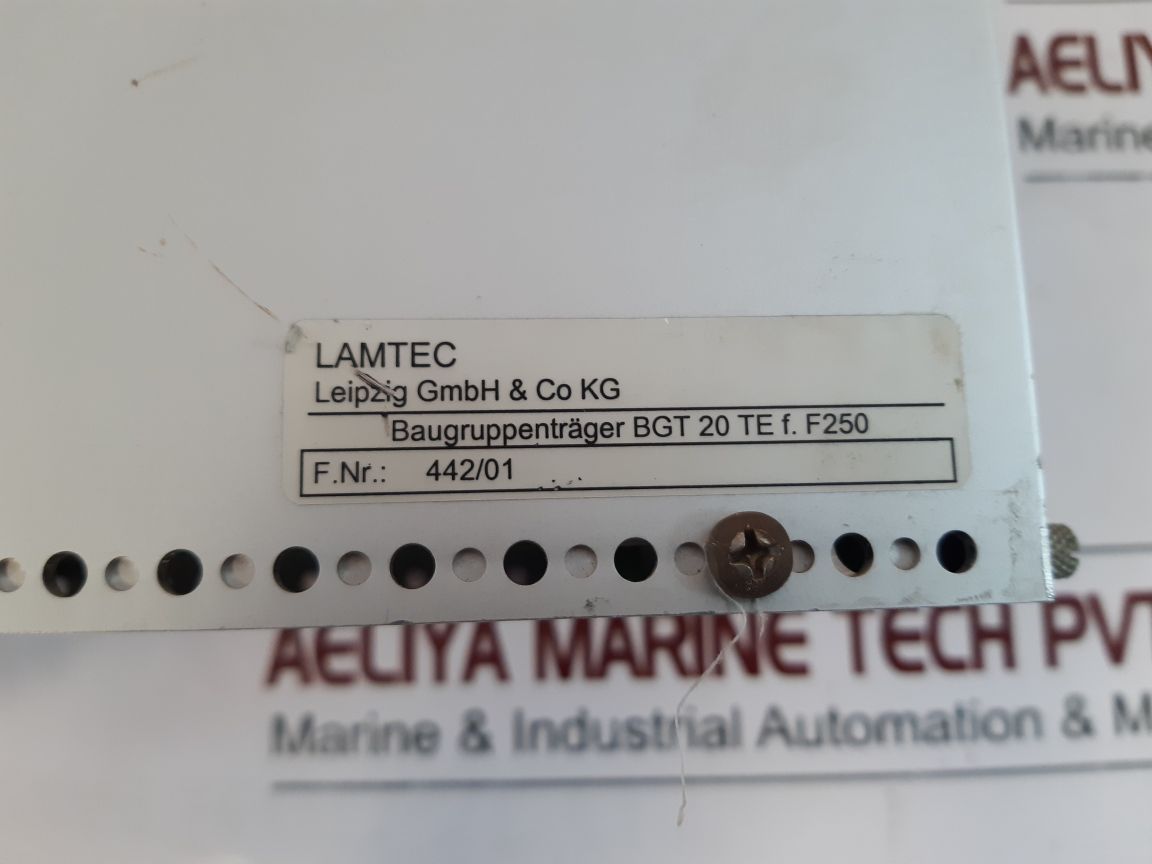 AELIY
Marine
LAMTEC
Leipzig GmbH & Co KG
Baugruppenträger BGT 20 TE f. F250
F.Nr.: 442/01
AELIYA MARINE TECH PVT
Marine & Industrial Automation & M